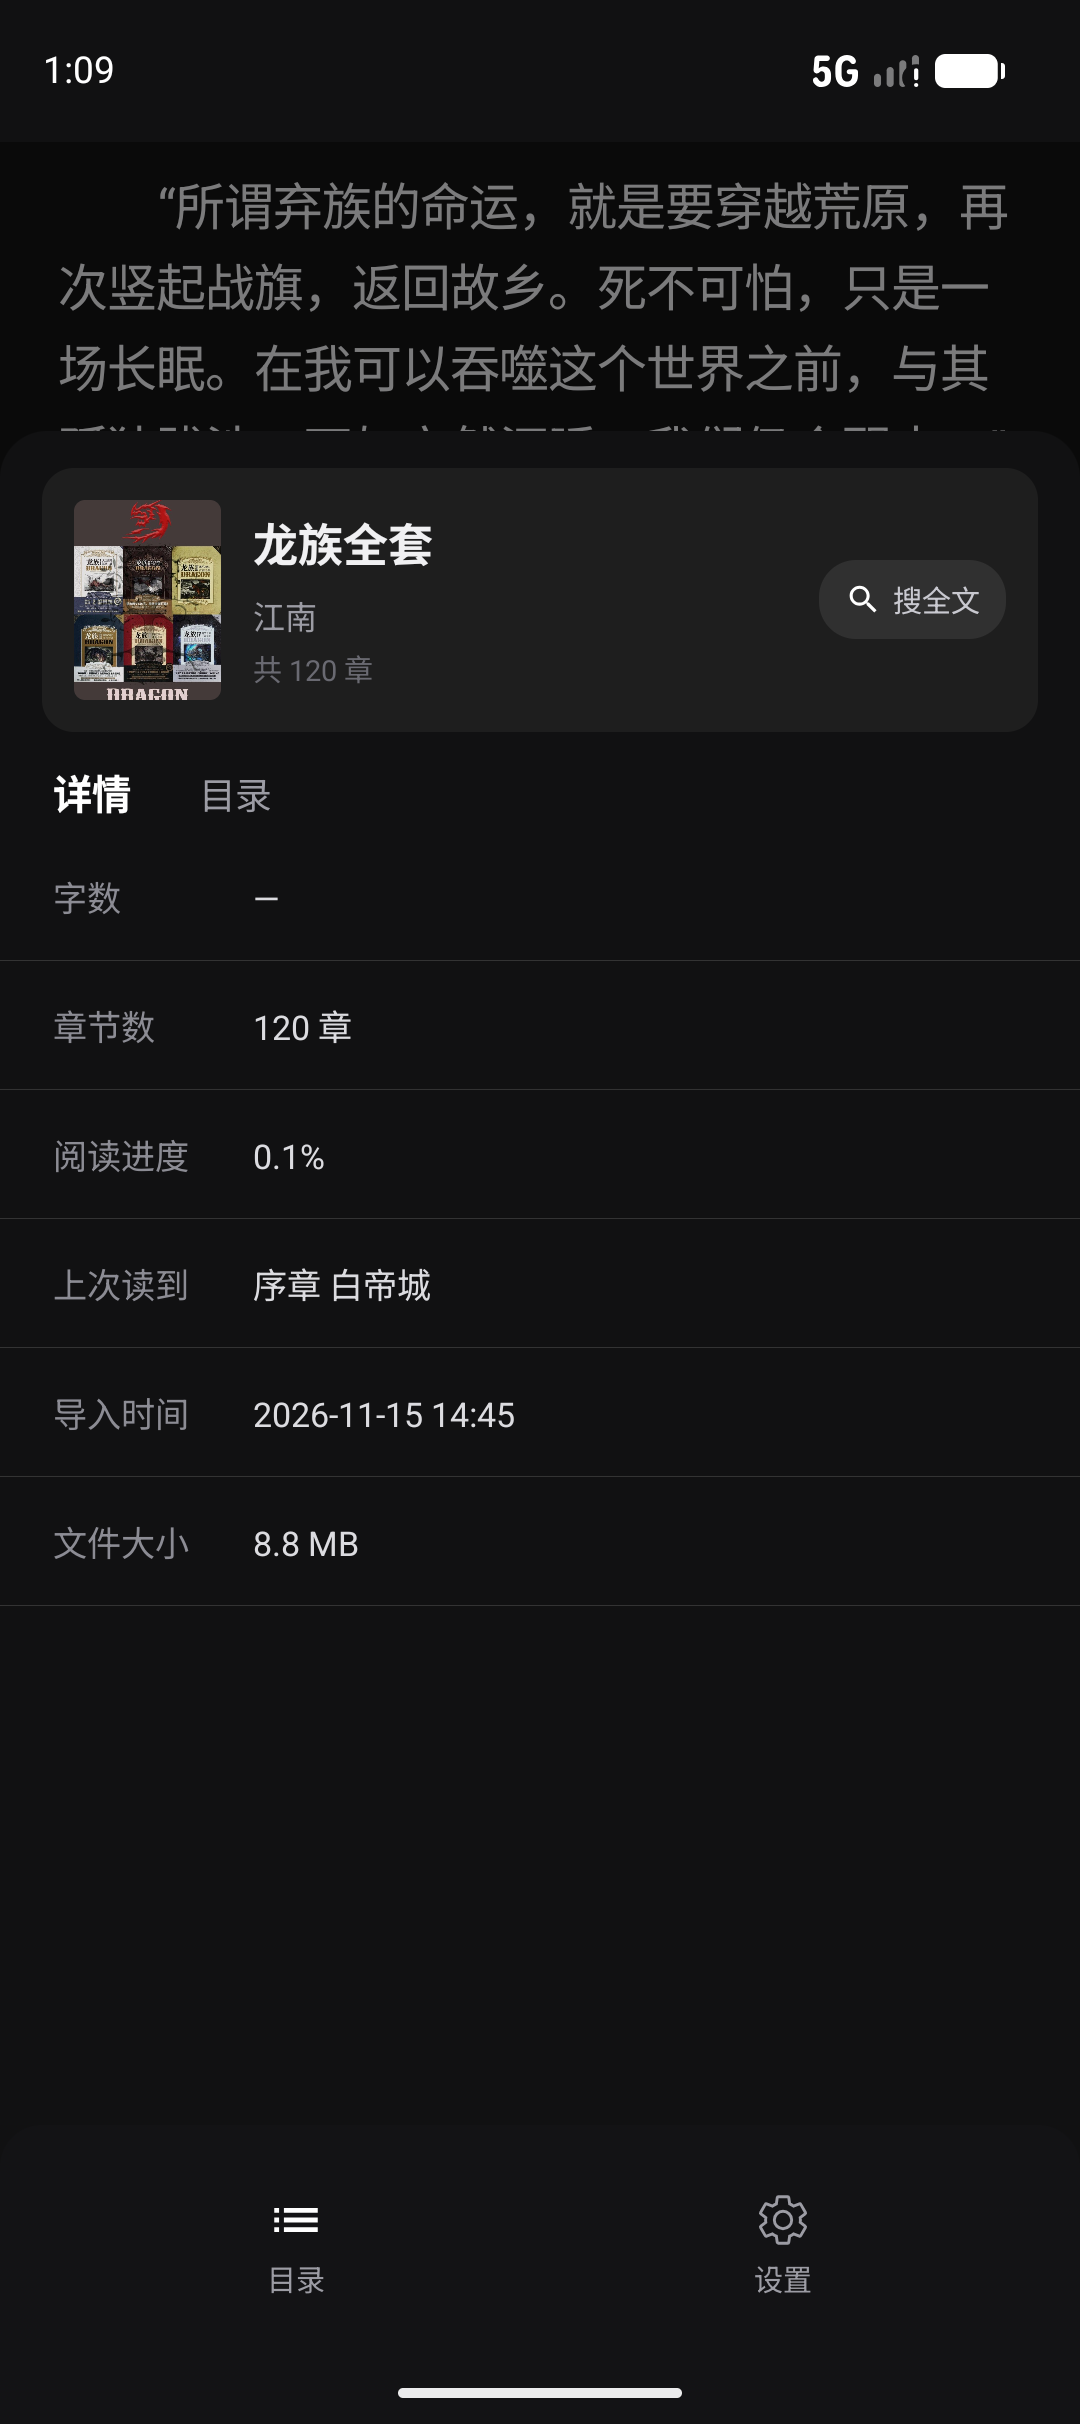 1:09
5G
“所谓弃族的命运，就是要穿越荒原，再
次竖起战旗，返回故乡。死不可怕，只是一
场长眠。在我可以吞噬这个世界之前，与其
龙族全套
江南
共 120 章
搜全文
DRAGON
详情
目录
字数
—
章节数
120 章
阅读进度
0.1%
上次读到
序章 白帝城
导入时间
2026-11-15 14:45
文件大小
8.8 MB
目录
设置